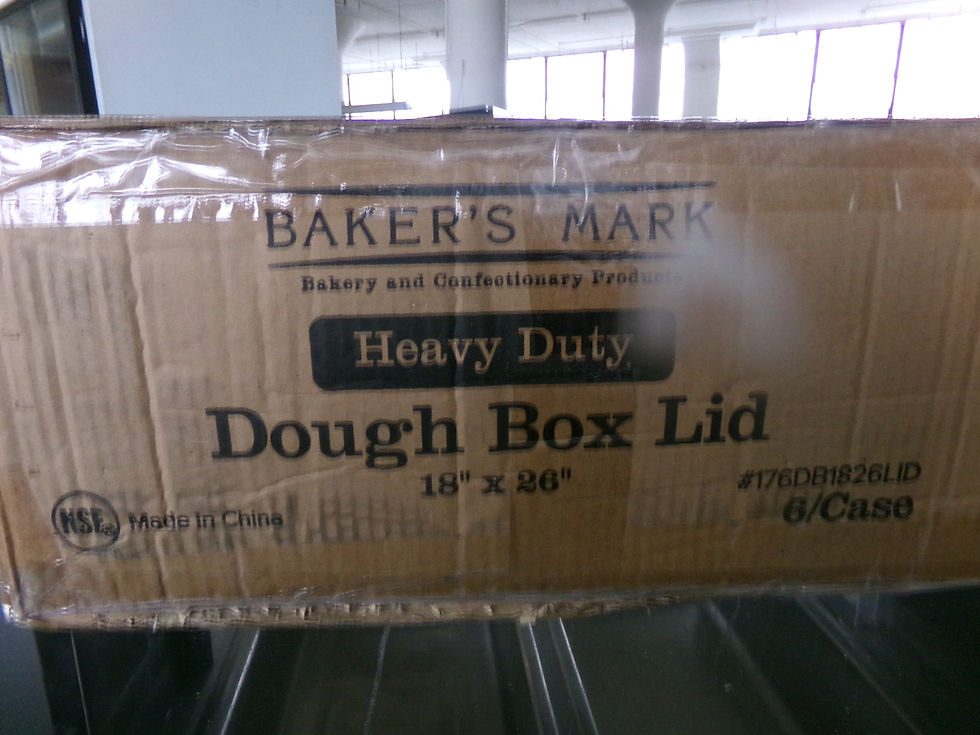 BAKER'S MARK
Bakery and Confectionary Products
Heavy Duty
Dough Box Lid
18" x 26"
#176DB1826LID
6/Case
NSF Made in China